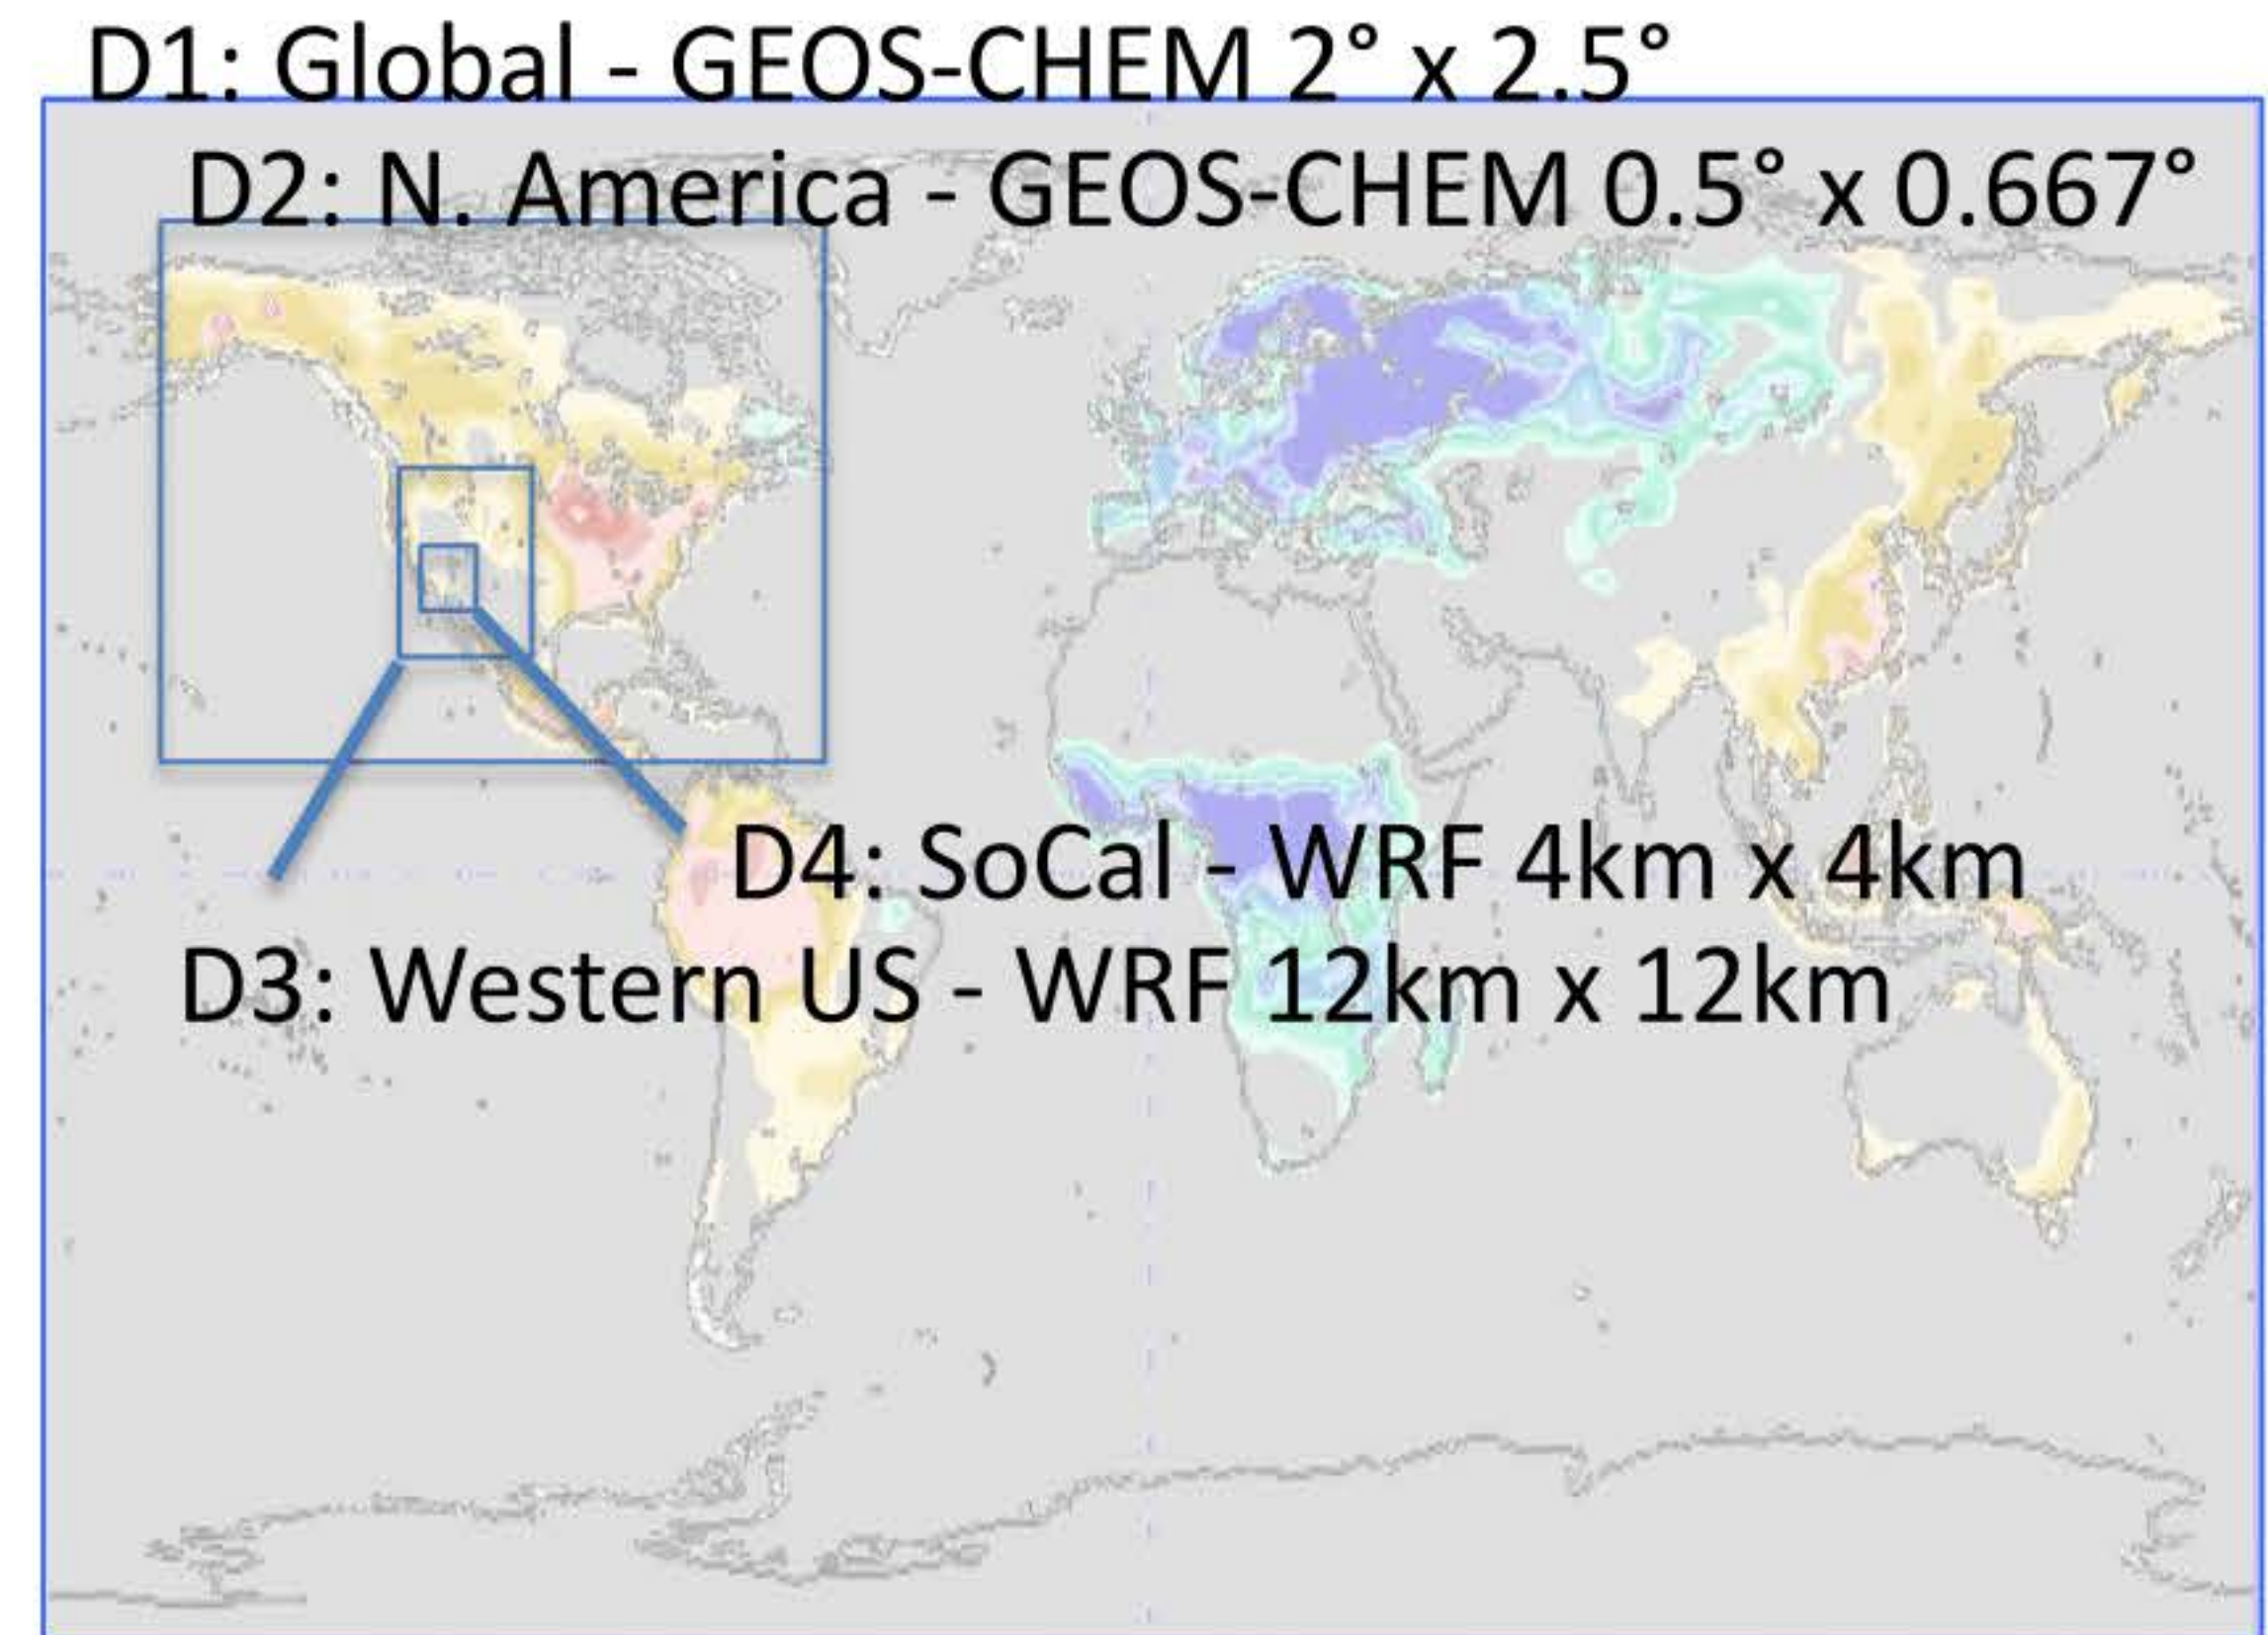 D1: Global - GEOS-CHEM 2° x 2.5°
D2: N. America - GEOS-CHEM 0.5° x 0.667°
D4: SoCal - WRF 4km x 4km
D3: Western US - WRF 12km x 12km